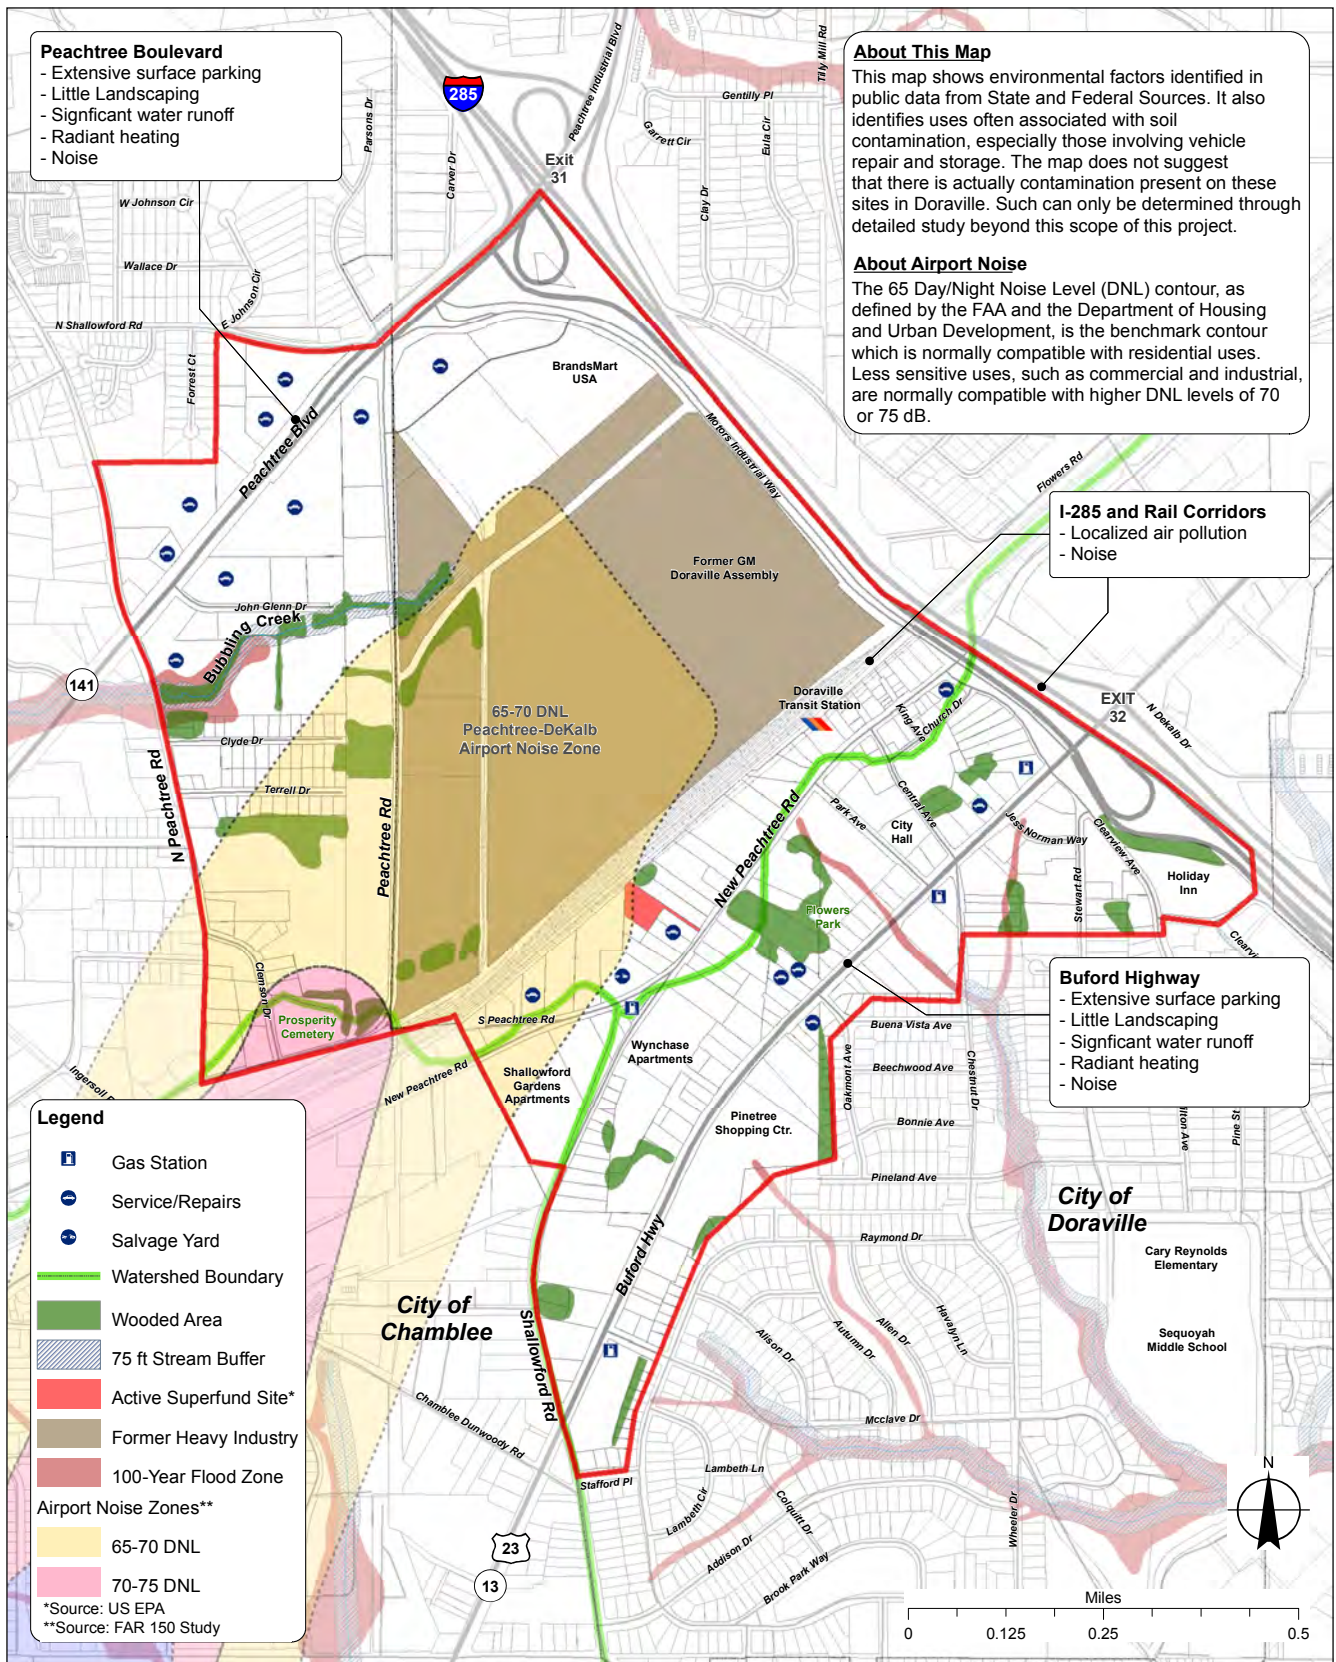 Peachtree Boulevard
- Extensive surface parking
- Little Landscaping
- Signficant water runoff
- Radiant heating
- Noise
285
Peachtree Industrial Blvd
Tilly Mill Rd
Parsons Dr
Carver Dr
Exit
31
Gentilly Pl
Garrett Cir
Eula Cir
Clay Dr
About This Map
This map shows environmental factors identified in
public data from State and Federal Sources. It also
identifies uses often associated with soil
contamination, especially those involving vehicle
repair and storage. The map does not suggest
that there is actually contamination present on these
sites in Doraville. Such can only be determined through
detailed study beyond this scope of this project.
About Airport Noise
The 65 Day/Night Noise Level (DNL) contour, as
defined by the FAA and the Department of Housing
and Urban Development, is the benchmark contour
which is normally compatible with residential uses.
Less sensitive uses, such as commercial and industrial,
are normally compatible with higher DNL levels of 70
or 75 dB.
W Johnson Cir
Wallace Dr
E Johnson Cir
N Shallowford Rd
Forrest Ct
BrandsMart
USA
Peachtree Blvd
Motors Industrial Way
Flowers Rd
I-285 and Rail Corridors
- Localized air pollution
- Noise
Former GM
Doraville Assembly
John Glenn Dr
Bubbling Creek
141
Clyde Dr
Terrell Dr
N Peachtree Rd
Peachtree Rd
65-70 DNL
Peachtree-DeKalb
Airport Noise Zone
Doraville
Transit Station
King Ave
Church Dr
EXIT
32
N Dekalb Dr
New Peachtree Rd
Park Ave
Central Ave
City
Hall
Jess Norman Way
Clearview Ave
Stewart Rd
Holiday
Inn
Flowers
Park
Clemson Dr
Prosperity
Cemetery
S Peachtree Rd
New Peachtree Rd
Wynchase
Apartments
Shallowford
Gardens
Apartments
Buford Highway
- Extensive surface parking
- Little Landscaping
- Signficant water runoff
- Radiant heating
- Noise
Buena Vista Ave
Beechwood Ave
Oakmont Ave
Chestnut Dr
Bonnie Ave
Pineland Ave
Pine St
Pinetree
Shopping Ctr.
City of
Doraville
Raymond Dr
Cary Reynolds
Elementary
Sequoyah
Middle School
Buford Hwy
Shallowford Rd
City of
Chamblee
Alison Dr
Autumn Dr
Allen Dr
Havalyn Ln
Mcclave Dr
Chamblee Dunwoody Rd
Stafford Pl
Lambeth Ln
Lambeth Cir
Colquitt Dr
Addison Dr
Brook Park Way
Wheeler Dr
23
13
Legend
Gas Station
Service/Repairs
Salvage Yard
Watershed Boundary
Wooded Area
75 ft Stream Buffer
Active Superfund Site*
Former Heavy Industry
100-Year Flood Zone
Airport Noise Zones**
65-70 DNL
70-75 DNL
*Source: US EPA
**Source: FAR 150 Study
N
Miles
0 0.125 0.25 0.5